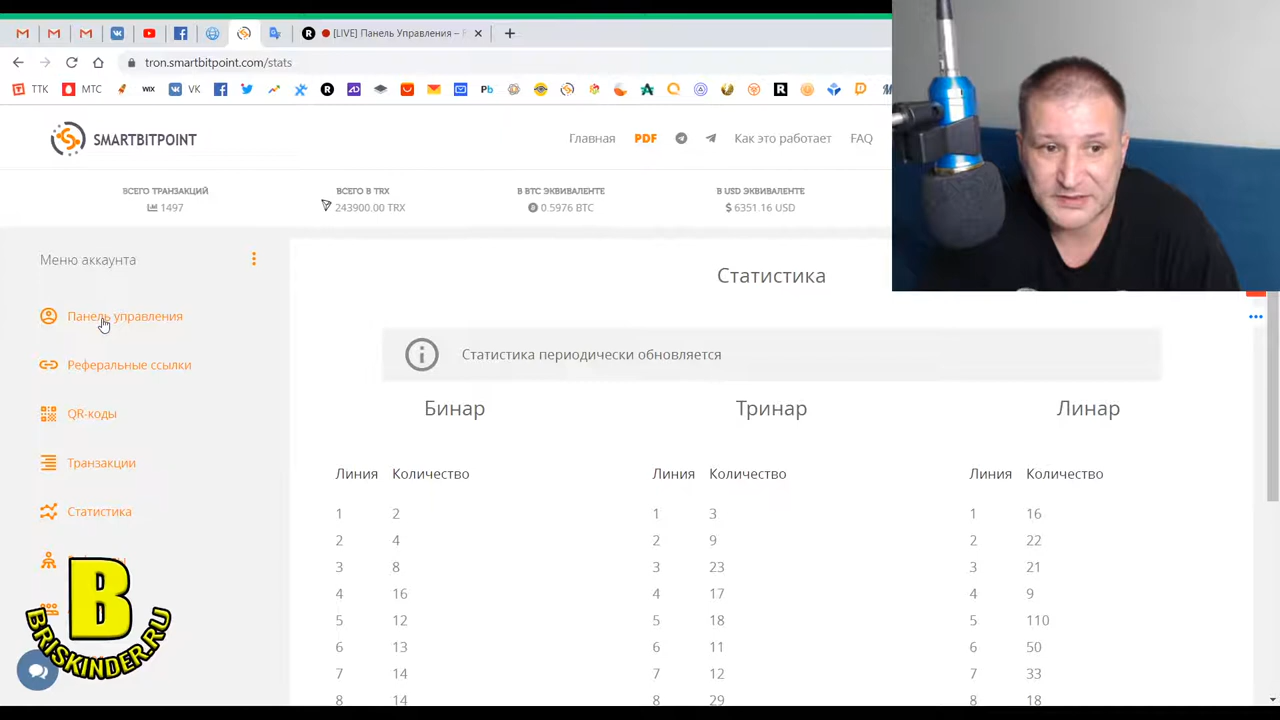 [LIVE] Панель Управления –
tron.smartbitpoint.com/stats
ТТК
МТС
WIX
VK
Pb
SMARTBITPOINT
Главная
PDF
Как это работает
FAQ
ВСЕГО ТРАНЗАКЦИЙ
ВСЕГО В TRX
В BTC ЭКВИВАЛЕНТЕ
В USD ЭКВИВАЛЕНТЕ
1497
243900.00 TRX
0.5976 BTC
$ 6351.16 USD
Меню аккаунта
Панель управления
Реферальные ссылки
QR-коды
Транзакции
Статистика
Статистика
Статистика периодически обновляется
Бинар
Тринар
Линар
Линия Количество
Линия Количество
Линия Количество
1 2
1 3
1 16
2 4
2 9
2 22
3 8
3 23
3 21
4 16
4 17
4 9
5 12
5 18
5 110
6 13
6 11
6 50
7 14
7 12
7 33
8 14
8 29
8 18
B
BRISKINDER.RU